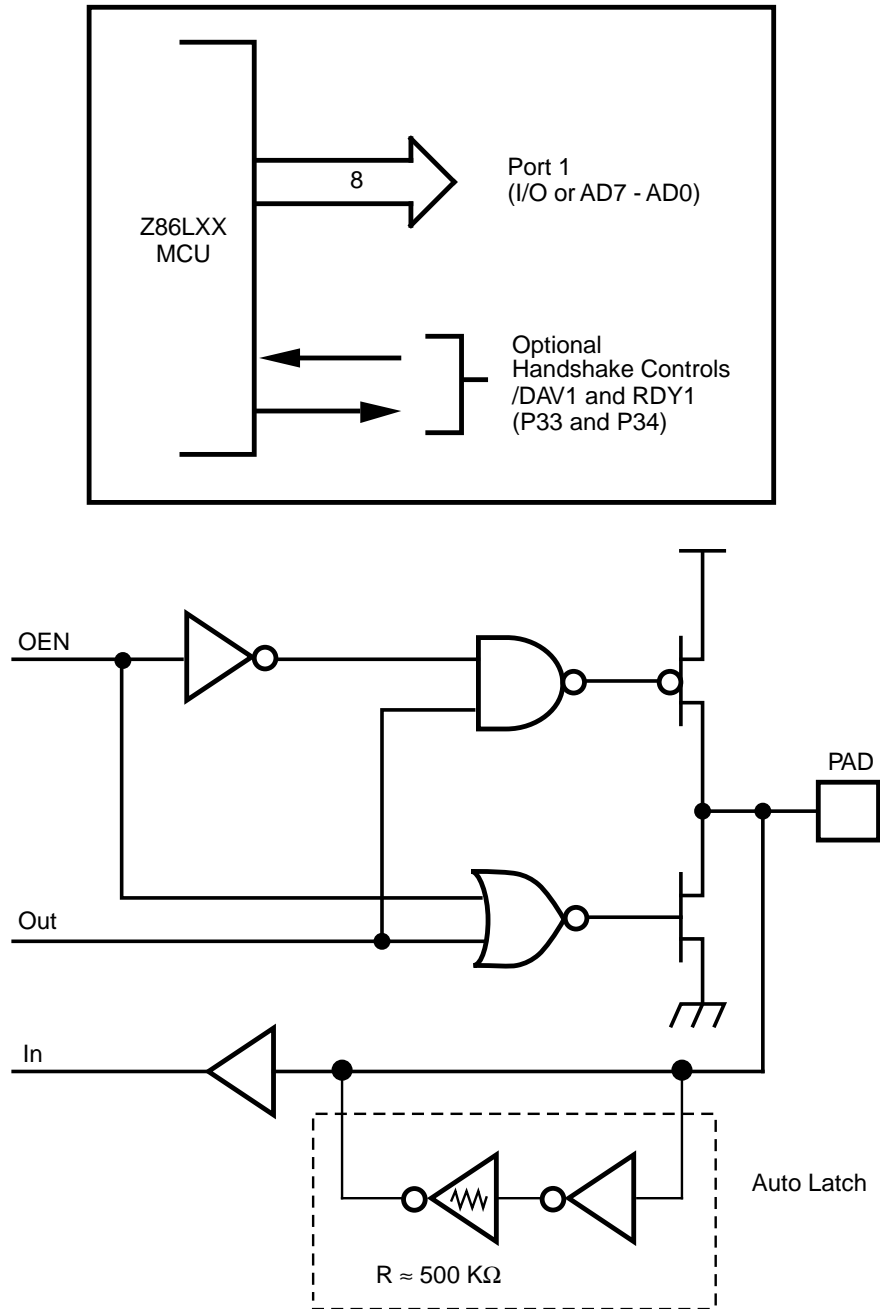 8
Port 1
(I/O or AD7 - AD0)
Z86LXX
MCU
Optional
Handshake Controls
/DAV1 and RDY1
(P33 and P34)
OEN
PAD
Out
In
Auto Latch
R ≈ 500 KΩ